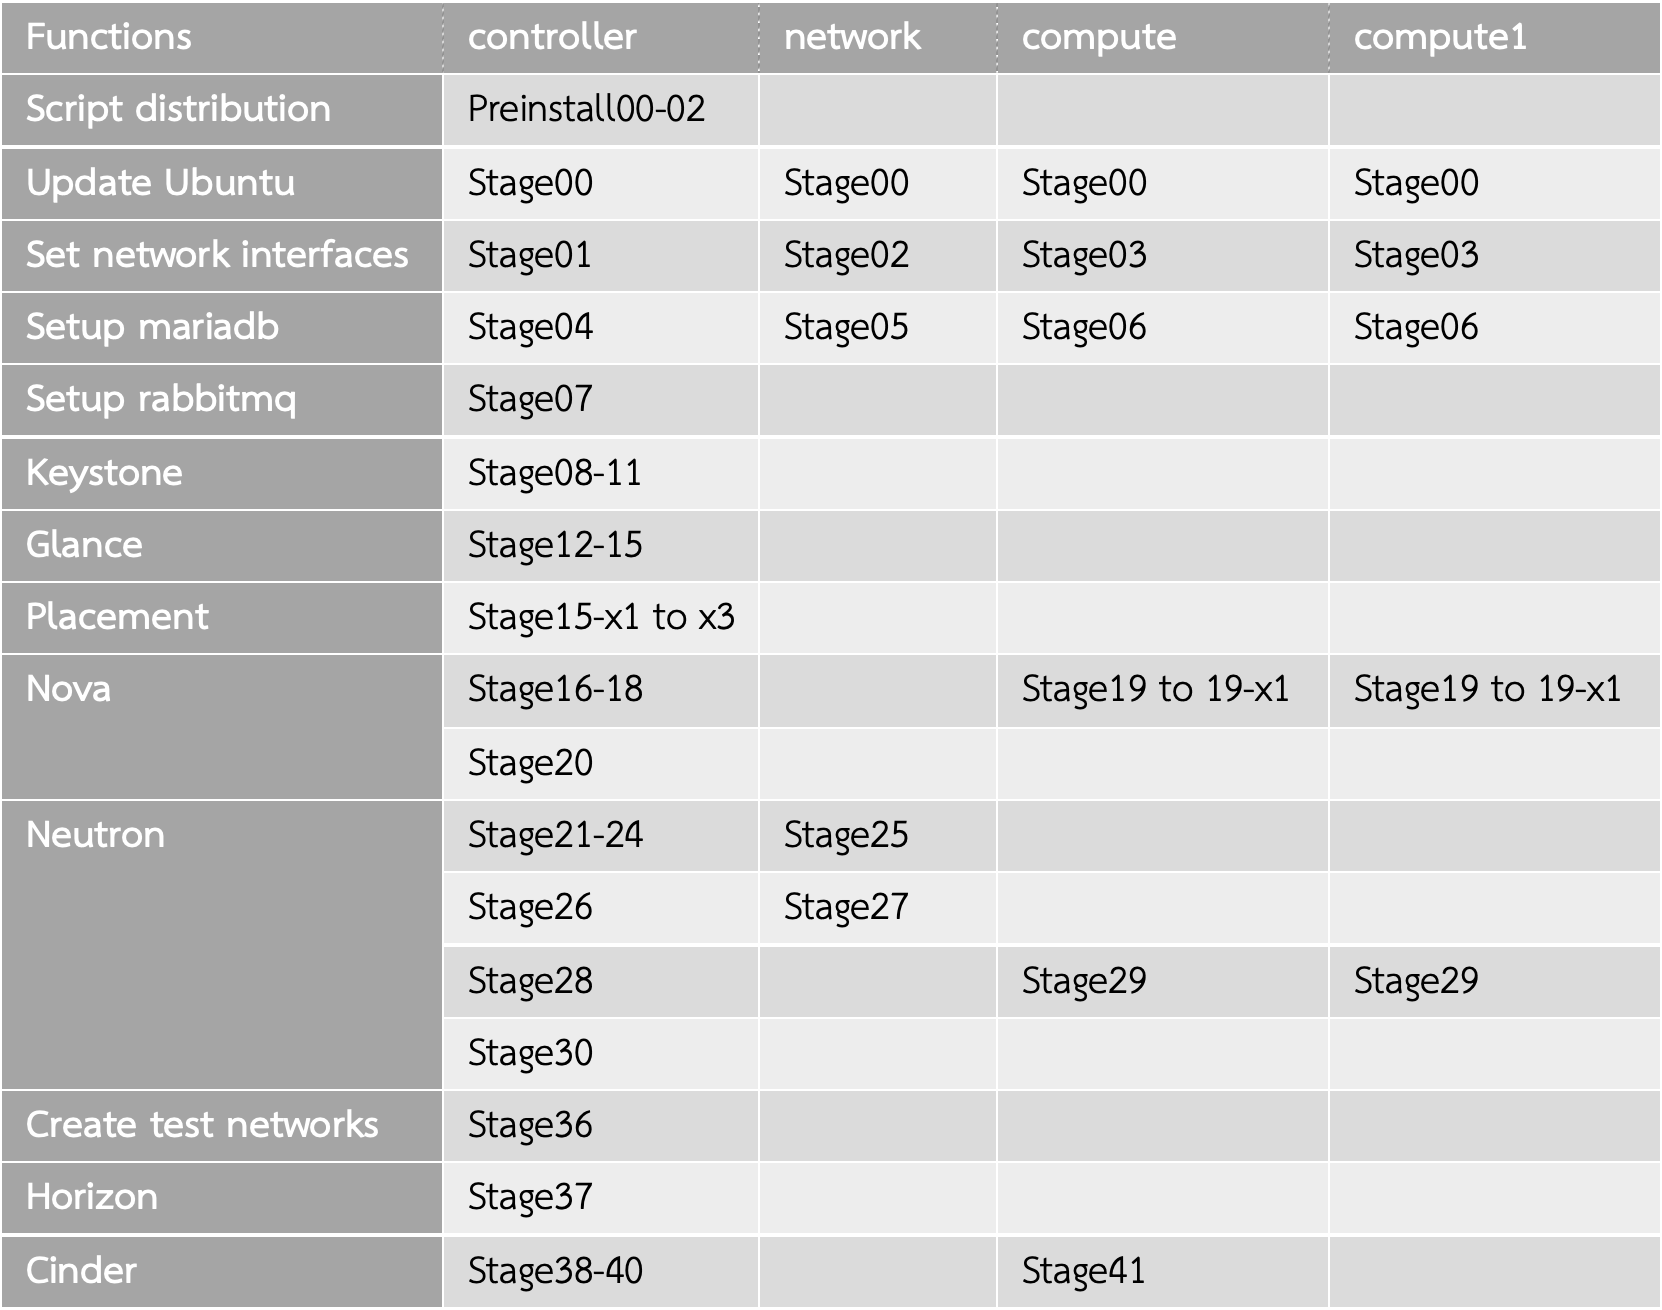 Functions controller network compute compute1
Script distribution Preinstall00-02
Update Ubuntu Stage00 Stage00 Stage00 Stage00
Set network interfaces Stage01 Stage02 Stage03 Stage03
Setup mariadb Stage04 Stage05 Stage06 Stage06
Setup rabbitmq Stage07
Keystone Stage08-11
Glance Stage12-15
Placement Stage15-x1 to x3
Nova Stage16-18 Stage19 to 19-x1 Stage19 to 19-x1
Stage20
Neutron Stage21-24 Stage25
Stage26 Stage27
Stage28 Stage29 Stage29
Stage30
Create test networks Stage36
Horizon Stage37
Cinder Stage38-40 Stage41